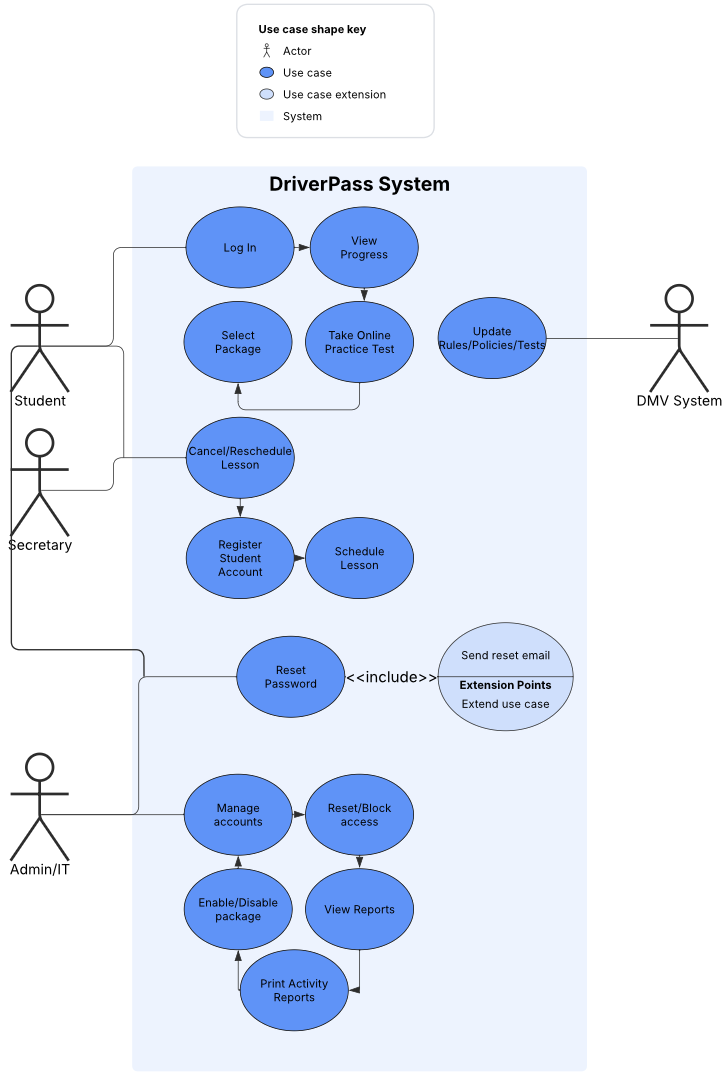 Use case shape key
Actor
Use case
Use case extension
System
DriverPass System
Log In
View
Progress
Select
Package
Take Online
Practice Test
Update
Rules/Policies/Tests
Student
DMV System
Cancel/Reschedule
Lesson
Secretary
Register
Student
Account
Schedule
Lesson
Reset
Password
<<include>>
Send reset email
Extension Points
Extend use case
Manage
accounts
Reset/Block
access
Admin/IT
Enable/Disable
package
View Reports
Print Activity
Reports